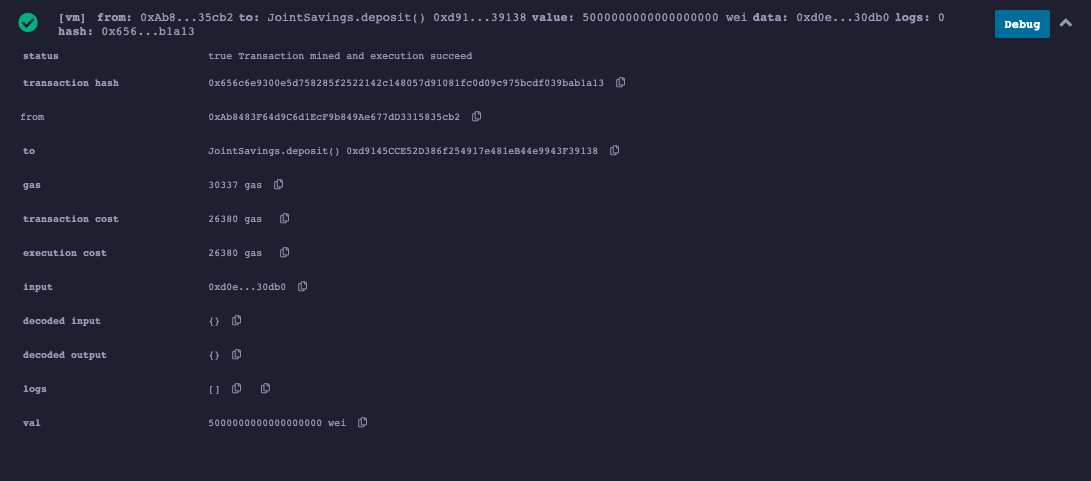 [vm] from: 0xAb8...35cb2 to: JointSavings.deposit() 0xd91...39138 value: 5000000000000000000 wei data: 0xd0e...30db0 logs: 0
hash: 0x656...b1a13
Debug
status true Transaction mined and execution succeed
transaction hash 0x656c6e9300e5d758285f2522142c148057d91081fc0d09c975bcdf039bab1a13
from 0xAb8483F64d9C6d1EcF9b849Ae677dD3315835cb2
to JointSavings.deposit() 0xd9145CCE52D386f254917e481eB44e9943F39138
gas 30337 gas
transaction cost 26380 gas
execution cost 26380 gas
input 0xd0e...30db0
decoded input {}
decoded output {}
logs []
val 5000000000000000000 wei